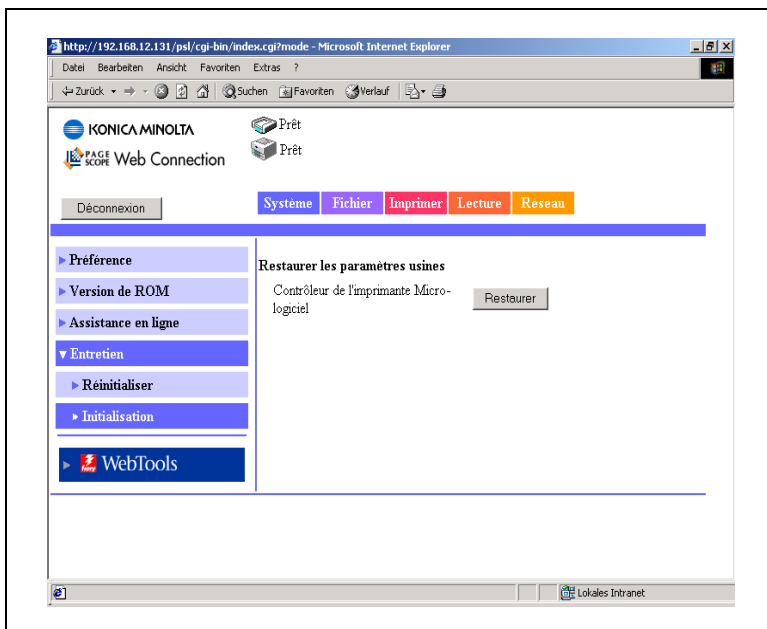 http://192.168.12.131/psl/cgi-bin/index.cgi?mode - Microsoft Internet Explorer
Datei Bearbeiten Ansicht Favoriten Extras ?
Zurück Suchen Favoriten Verlauf
KONICA MINOLTA
Prêt
PAGE SCOPE Web Connection
Prêt
Déconnexion
Système Fichier Imprimer Lecture Réseau
Préférence
Version de ROM
Assistance en ligne
Entretien
Réinitialiser
Initialisation
fiery WebTools
Restaurer les paramètres usines
Contrôleur de l'imprimante Micro-
logiciel
Restaurer
Lokales Intranet